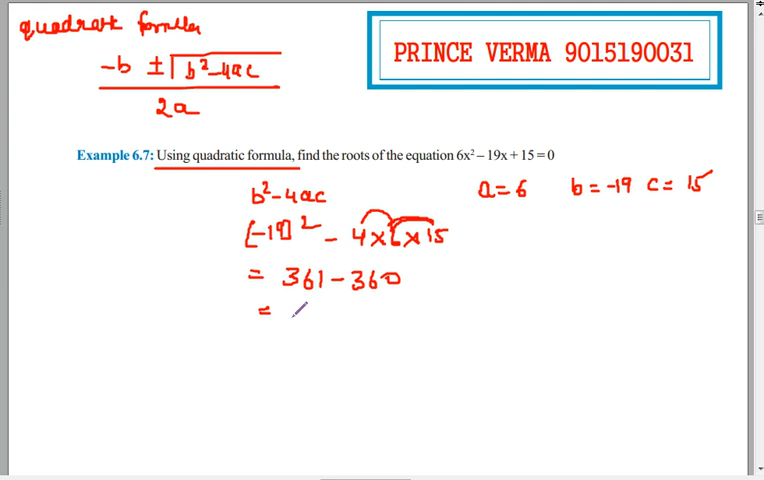 quadratic formula
-b ± √b²-4ac
2a
PRINCE VERMA 9015190031
Example 6.7: Using quadratic formula, find the roots of the equation 6x² – 19x + 15 = 0
b²-4ac
a=6 b=-19 c=15
[-19]² - 4×6×15
= 361-360
=